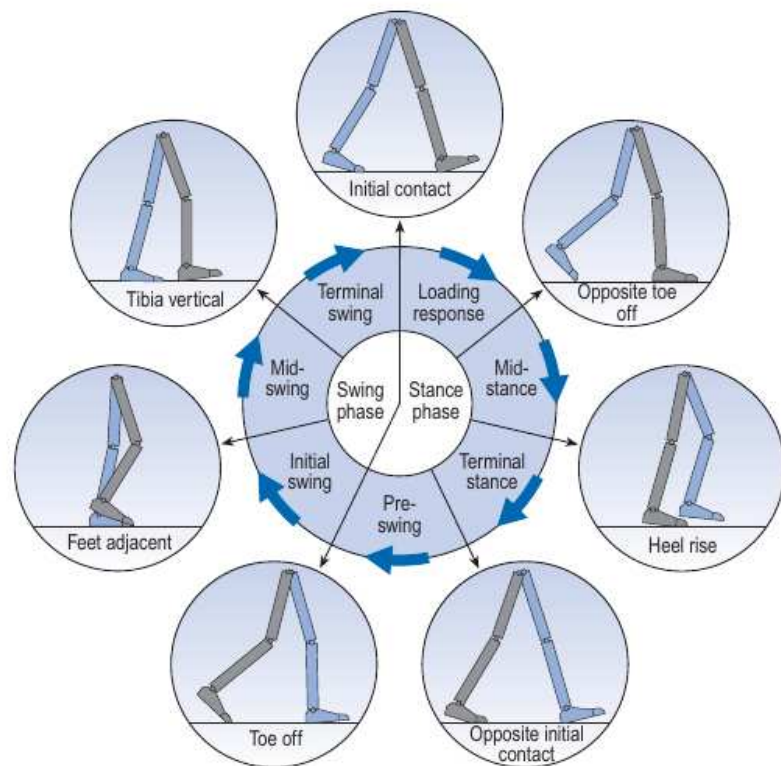 Initial contact
Tibia vertical
Opposite toe
off
Terminal
swing
Loading
response
Mid-
swing
Swing
phase
Stance
phase
Mid-
stance
Initial
swing
Terminal
stance
Pre-
swing
Feet adjacent
Heel rise
Toe off
Opposite initial
contact